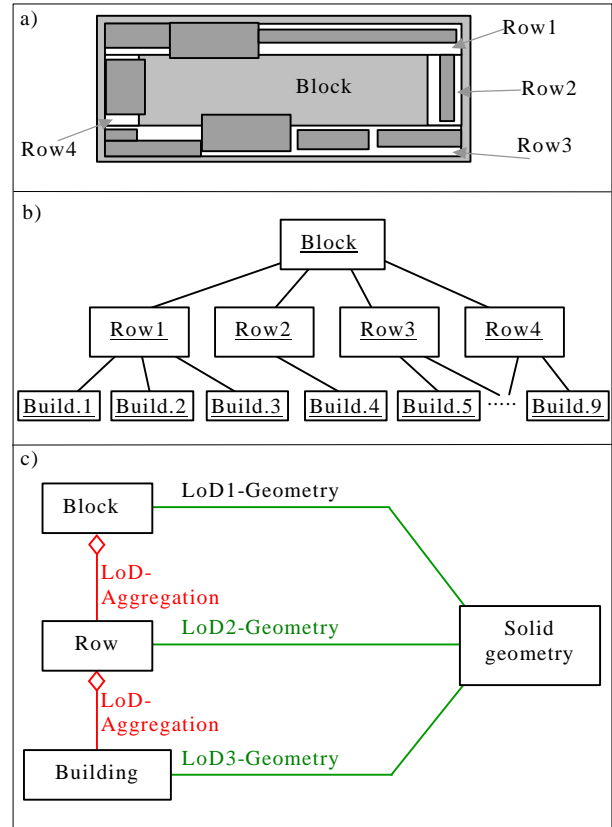 a)
Row1
Block
Row2
Row4
Row3
b)
Block
Row1 Row2 Row3 Row4
Build.1 Build.2 Build.3 Build.4 Build.5 ..... Build.9
c)
LoD1-Geometry
Block
LoD-
Aggregation
LoD2-Geometry
Row
Solid
geometry
LoD-
Aggregation
LoD3-Geometry
Building